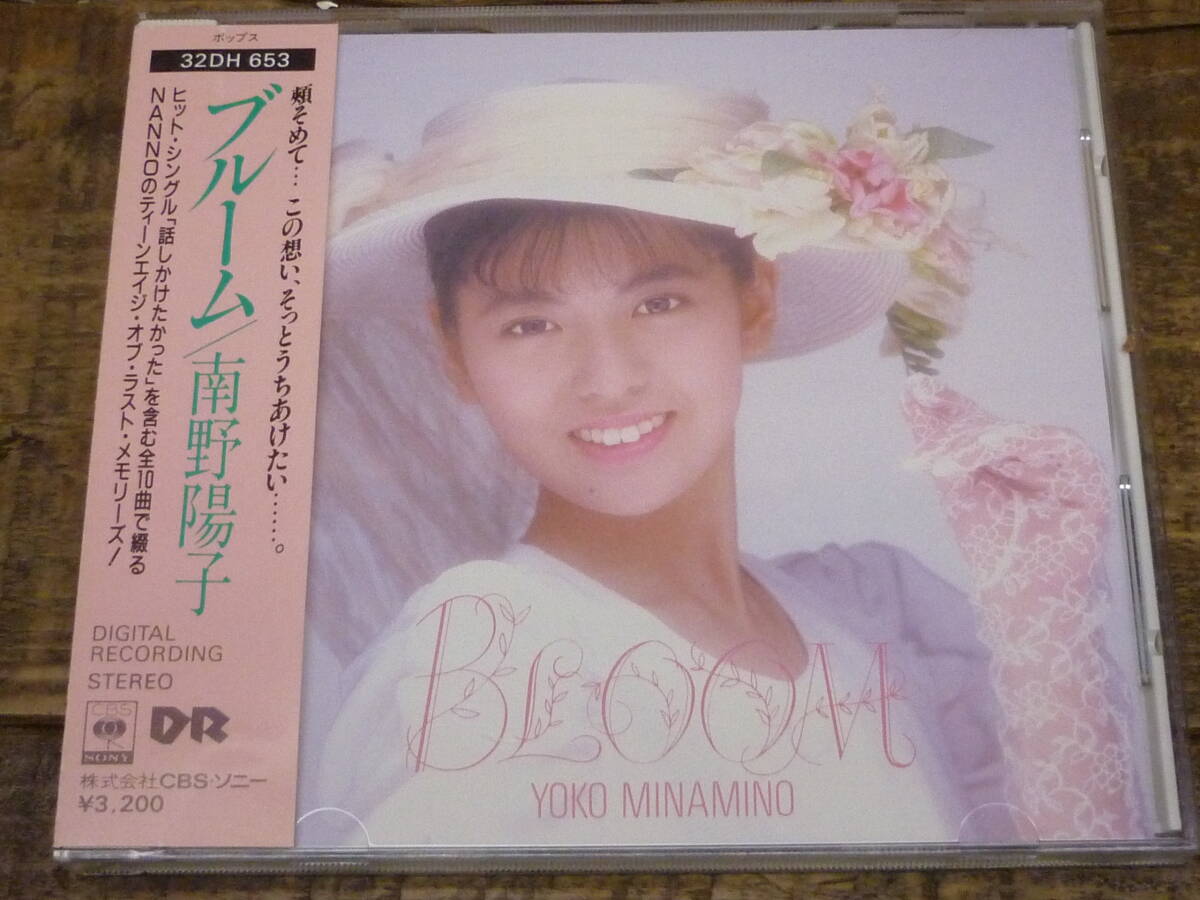 ポップス
32DH 653
頬そめて…この想い、そっとうちあけたい……。
ブルーム/南野陽子
ヒット・シングル「話しかけたかった」を含む全10曲で綴る
NANNOのティーンエイジ・オブ・ラスト・メモリーズ!
DIGITAL
RECORDING
STEREO
CBS
SONY
DR
株式会社CBS・ソニー
¥3,200
BLOOM
YOKO MINAMINO